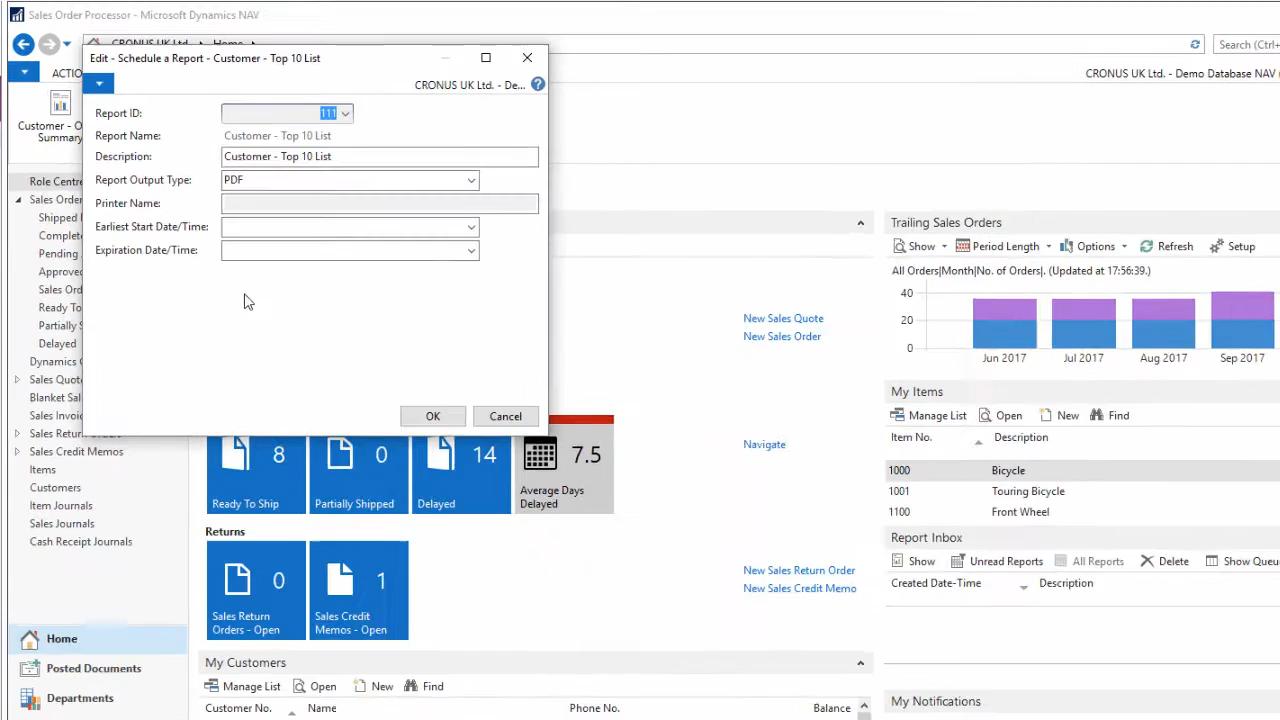 Sales Order Processor - Microsoft Dynamics NAV
CRONUS UK Ltd. Home
Search (Ctrl+
ACTIO
CRONUS UK Ltd. - Demo Database NAV (
Customer - O
Summary
Edit - Schedule a Report - Customer - Top 10 List
CRONUS UK Ltd. - De...
Report ID: 111
Report Name: Customer - Top 10 List
Description: Customer - Top 10 List
Report Output Type: PDF
Printer Name:
Earliest Start Date/Time:
Expiration Date/Time:
OK Cancel
Role Centre
Sales Order
Shipped
Complete
Pending
Approve
Sales Ord
Ready To
Partially S
Delayed
Dynamics C
Sales Quot
Blanket Sal
Sales Invoi
Sales Return Orders
Sales Credit Memos
Items
Customers
Item Journals
Sales Journals
Cash Receipt Journals
Home
Posted Documents
Departments
New Sales Quote
New Sales Order
8
Ready To Ship
0
Partially Shipped
14
Delayed
7.5
Average Days
Delayed
Navigate
Returns
0
Sales Return
Orders - Open
1
Sales Credit
Memos - Open
New Sales Return Order
New Sales Credit Memo
My Customers
Manage List Open New Find
Customer No. Name Phone No. Balance
Trailing Sales Orders
Show Period Length Options Refresh Setup
All Orders|Month|No. of Orders|. (Updated at 17:56:39.)
40
20
0
Jun 2017 Jul 2017 Aug 2017 Sep 2017
My Items
Manage List Open New Find
Item No. Description
1000 Bicycle
1001 Touring Bicycle
1100 Front Wheel
Report Inbox
Show Unread Reports All Reports Delete Show Queu
Created Date-Time Description
My Notifications